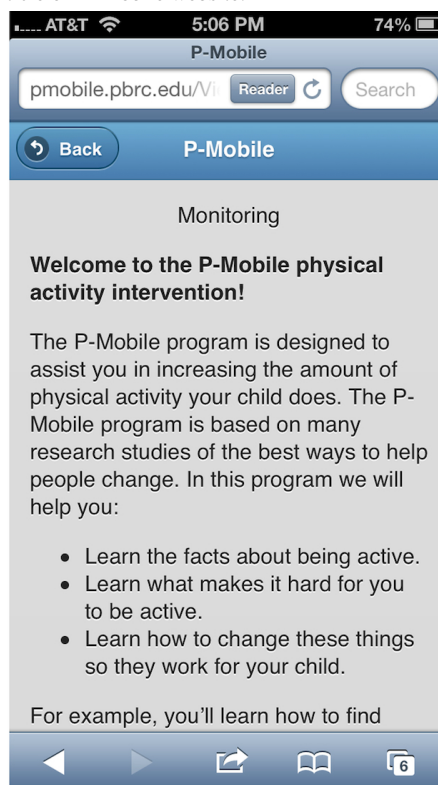 AT&T 5:06 PM 74%
P-Mobile
pmobile.pbrc.edu/Vi Reader Search
Back P-Mobile
Monitoring
Welcome to the P-Mobile physical
activity intervention!
The P-Mobile program is designed to
assist you in increasing the amount of
physical activity your child does. The P-
Mobile program is based on many
research studies of the best ways to help
people change. In this program we will
help you:
• Learn the facts about being active.
• Learn what makes it hard for you
to be active.
• Learn how to change these things
so they work for your child.
For example, you'll learn how to find
6